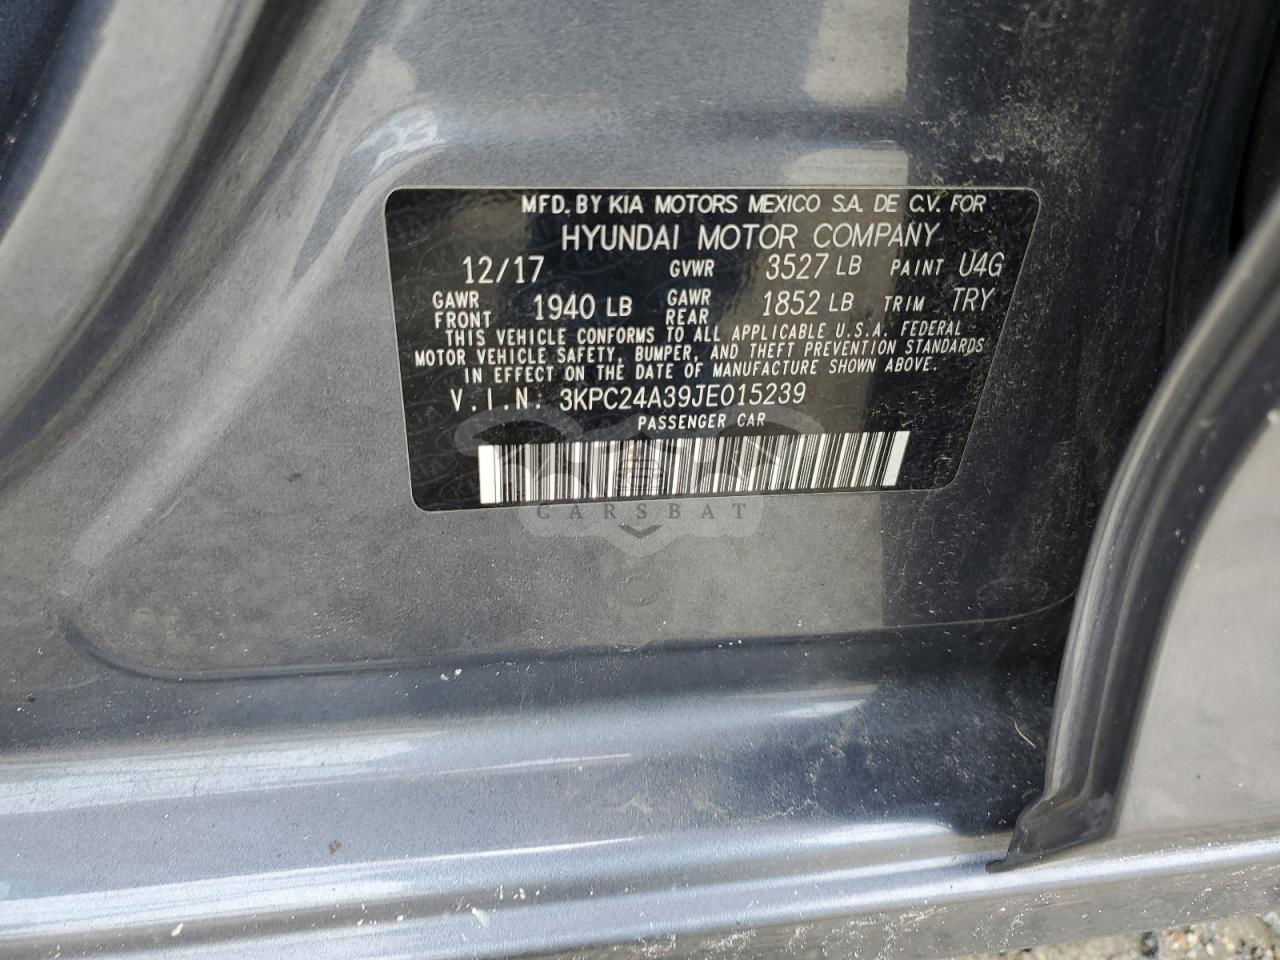 MFD. BY KIA MOTORS MEXICO S.A. DE C.V. FOR
HYUNDAI MOTOR COMPANY
12/17 GVWR 3527 LB PAINT U4G
GAWR FRONT 1940 LB GAWR REAR 1852 LB TRIM TRY
THIS VEHICLE CONFORMS TO ALL APPLICABLE U.S.A. FEDERAL
MOTOR VEHICLE SAFETY, BUMPER, AND THEFT PREVENTION STANDARDS
IN EFFECT ON THE DATE OF MANUFACTURE SHOWN ABOVE.
V.I.N: 3KPC24A39JE015239
PASSENGER CAR
CARSBAT